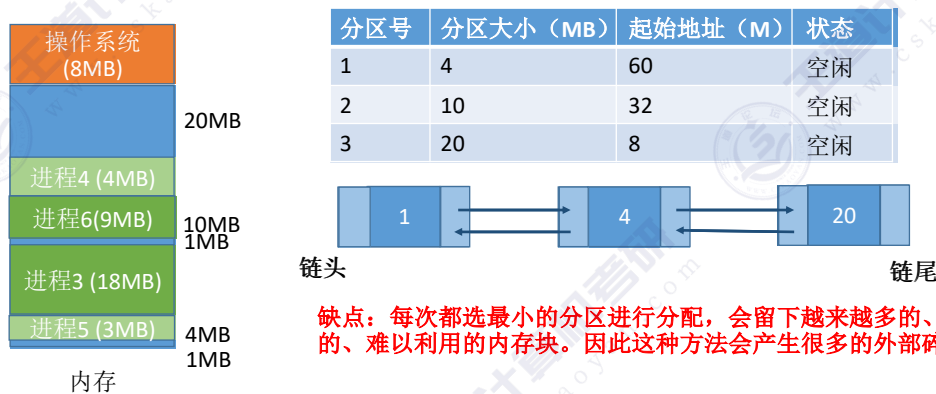 操作系统
(8MB)
20MB
进程4 (4MB)
进程6(9MB)
10MB
1MB
进程3 (18MB)
进程5 (3MB)
4MB
1MB
内存
分区号 分区大小（MB） 起始地址（M） 状态
1 4 60 空闲
2 10 32 空闲
3 20 8 空闲
1 4 20
链头 链尾
缺点：每次都选最小的分区进行分配，会留下越来越多的、
的、难以利用的内存块。因此这种方法会产生很多的外部碎